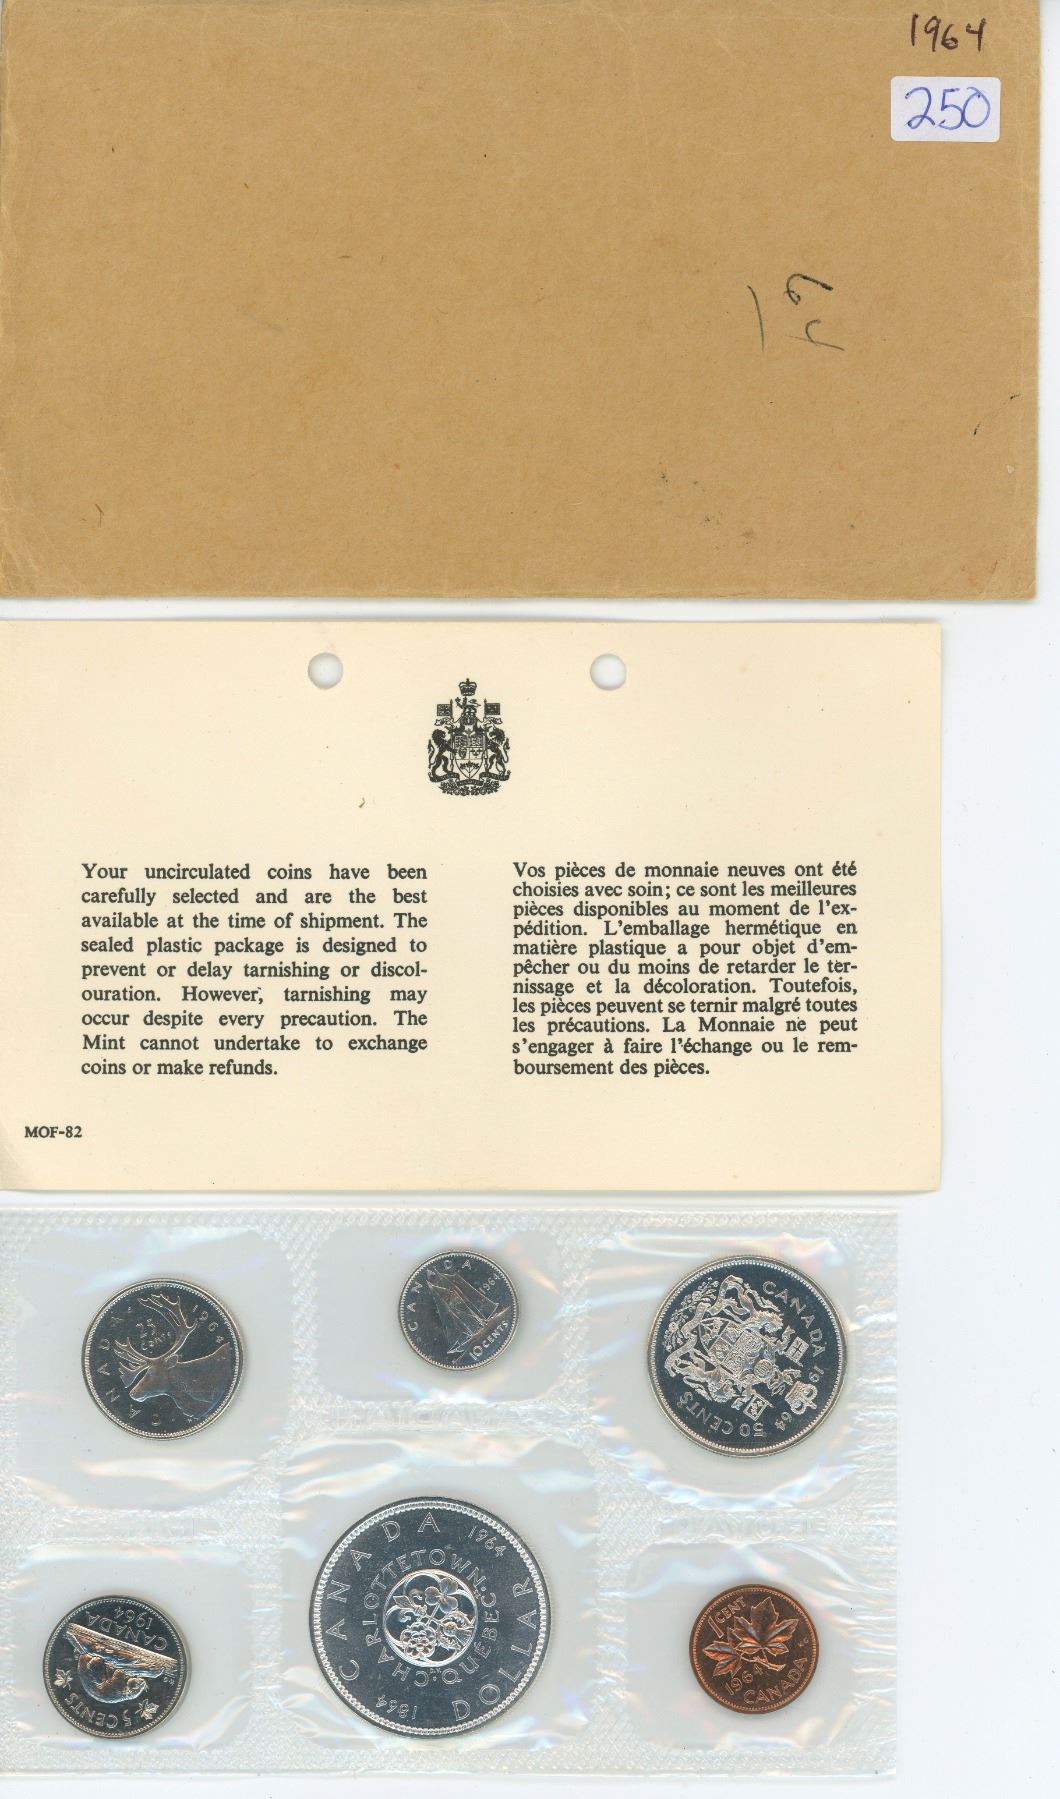 1964
250
64
Your uncirculated coins have been
carefully selected and are the best
available at the time of shipment. The
sealed plastic package is designed to
prevent or delay tarnishing or discol-
ouration. However, tarnishing may
occur despite every precaution. The
Mint cannot undertake to exchange
coins or make refunds.
MOF-82
Vos pièces de monnaie neuves ont été
choisies avec soin; ce sont les meilleures
pièces disponibles au moment de l'ex-
pédition. L'emballage hermétique en
matière plastique a pour objet d'em-
pêcher ou du moins de retarder le ter-
nissage et la décoloration. Toutefois,
les pièces peuvent se ternir malgré toutes
les précautions. La Monnaie ne peut
s'engager à faire l'échange ou le rem-
boursement des pièces.
CANADA 1964
25 CENTS
CANADA 1964
10 CENTS
CANADA 1964
50 CENTS
5 CENTS
CANADA
1964
CANADA 1964
CHARLOTTETOWN:
QUÉBEC:
1864
DOLLAR
1 CENT
1964
CANADA